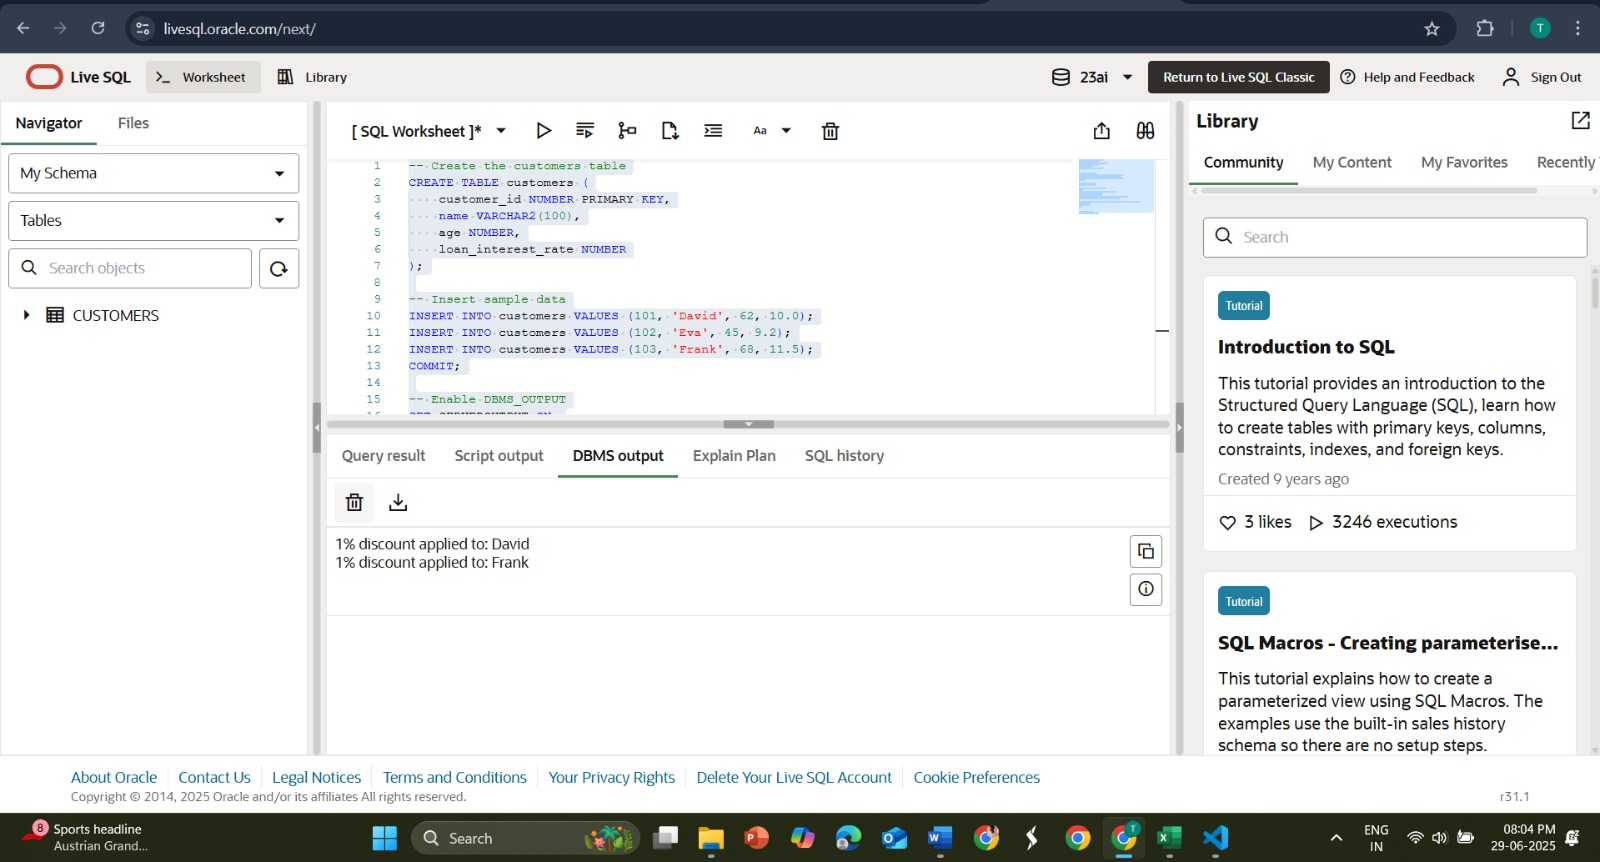 livesql.oracle.com/next/
T
Live SQL
Worksheet
Library
23ai
Return to Live SQL Classic
Help and Feedback
Sign Out
Navigator
Files
My Schema
Tables
Search objects
CUSTOMERS
[ SQL Worksheet ]*
Aa
1 -- Create the customers table
2 CREATE TABLE customers (
3 customer_id NUMBER PRIMARY KEY,
4 name VARCHAR2(100),
5 age NUMBER,
6 loan_interest_rate NUMBER
7 );
8
9 -- Insert sample data
10 INSERT INTO customers VALUES (101, 'David', 62, 10.0);
11 INSERT INTO customers VALUES (102, 'Eva', 45, 9.2);
12 INSERT INTO customers VALUES (103, 'Frank', 68, 11.5);
13 COMMIT;
14
15 -- Enable DBMS_OUTPUT
Query result
Script output
DBMS output
Explain Plan
SQL history
1% discount applied to: David
1% discount applied to: Frank
Library
Community
My Content
My Favorites
Recently
Search
Tutorial
Introduction to SQL
This tutorial provides an introduction to the
Structured Query Language (SQL), learn how
to create tables with primary keys, columns,
constraints, indexes, and foreign keys.
Created 9 years ago
3 likes
3246 executions
Tutorial
SQL Macros - Creating parameterise...
This tutorial explains how to create a
parameterized view using SQL Macros. The
examples use the built-in sales history
schema so there are no setup steps.
About Oracle
Contact Us
Legal Notices
Terms and Conditions
Your Privacy Rights
Delete Your Live SQL Account
Cookie Preferences
Copyright © 2014, 2025 Oracle and/or its affiliates All rights reserved.
r31.1
8
Sports headline
Austrian Grand...
Search
T
ENG
IN
08:04 PM
29-06-2025